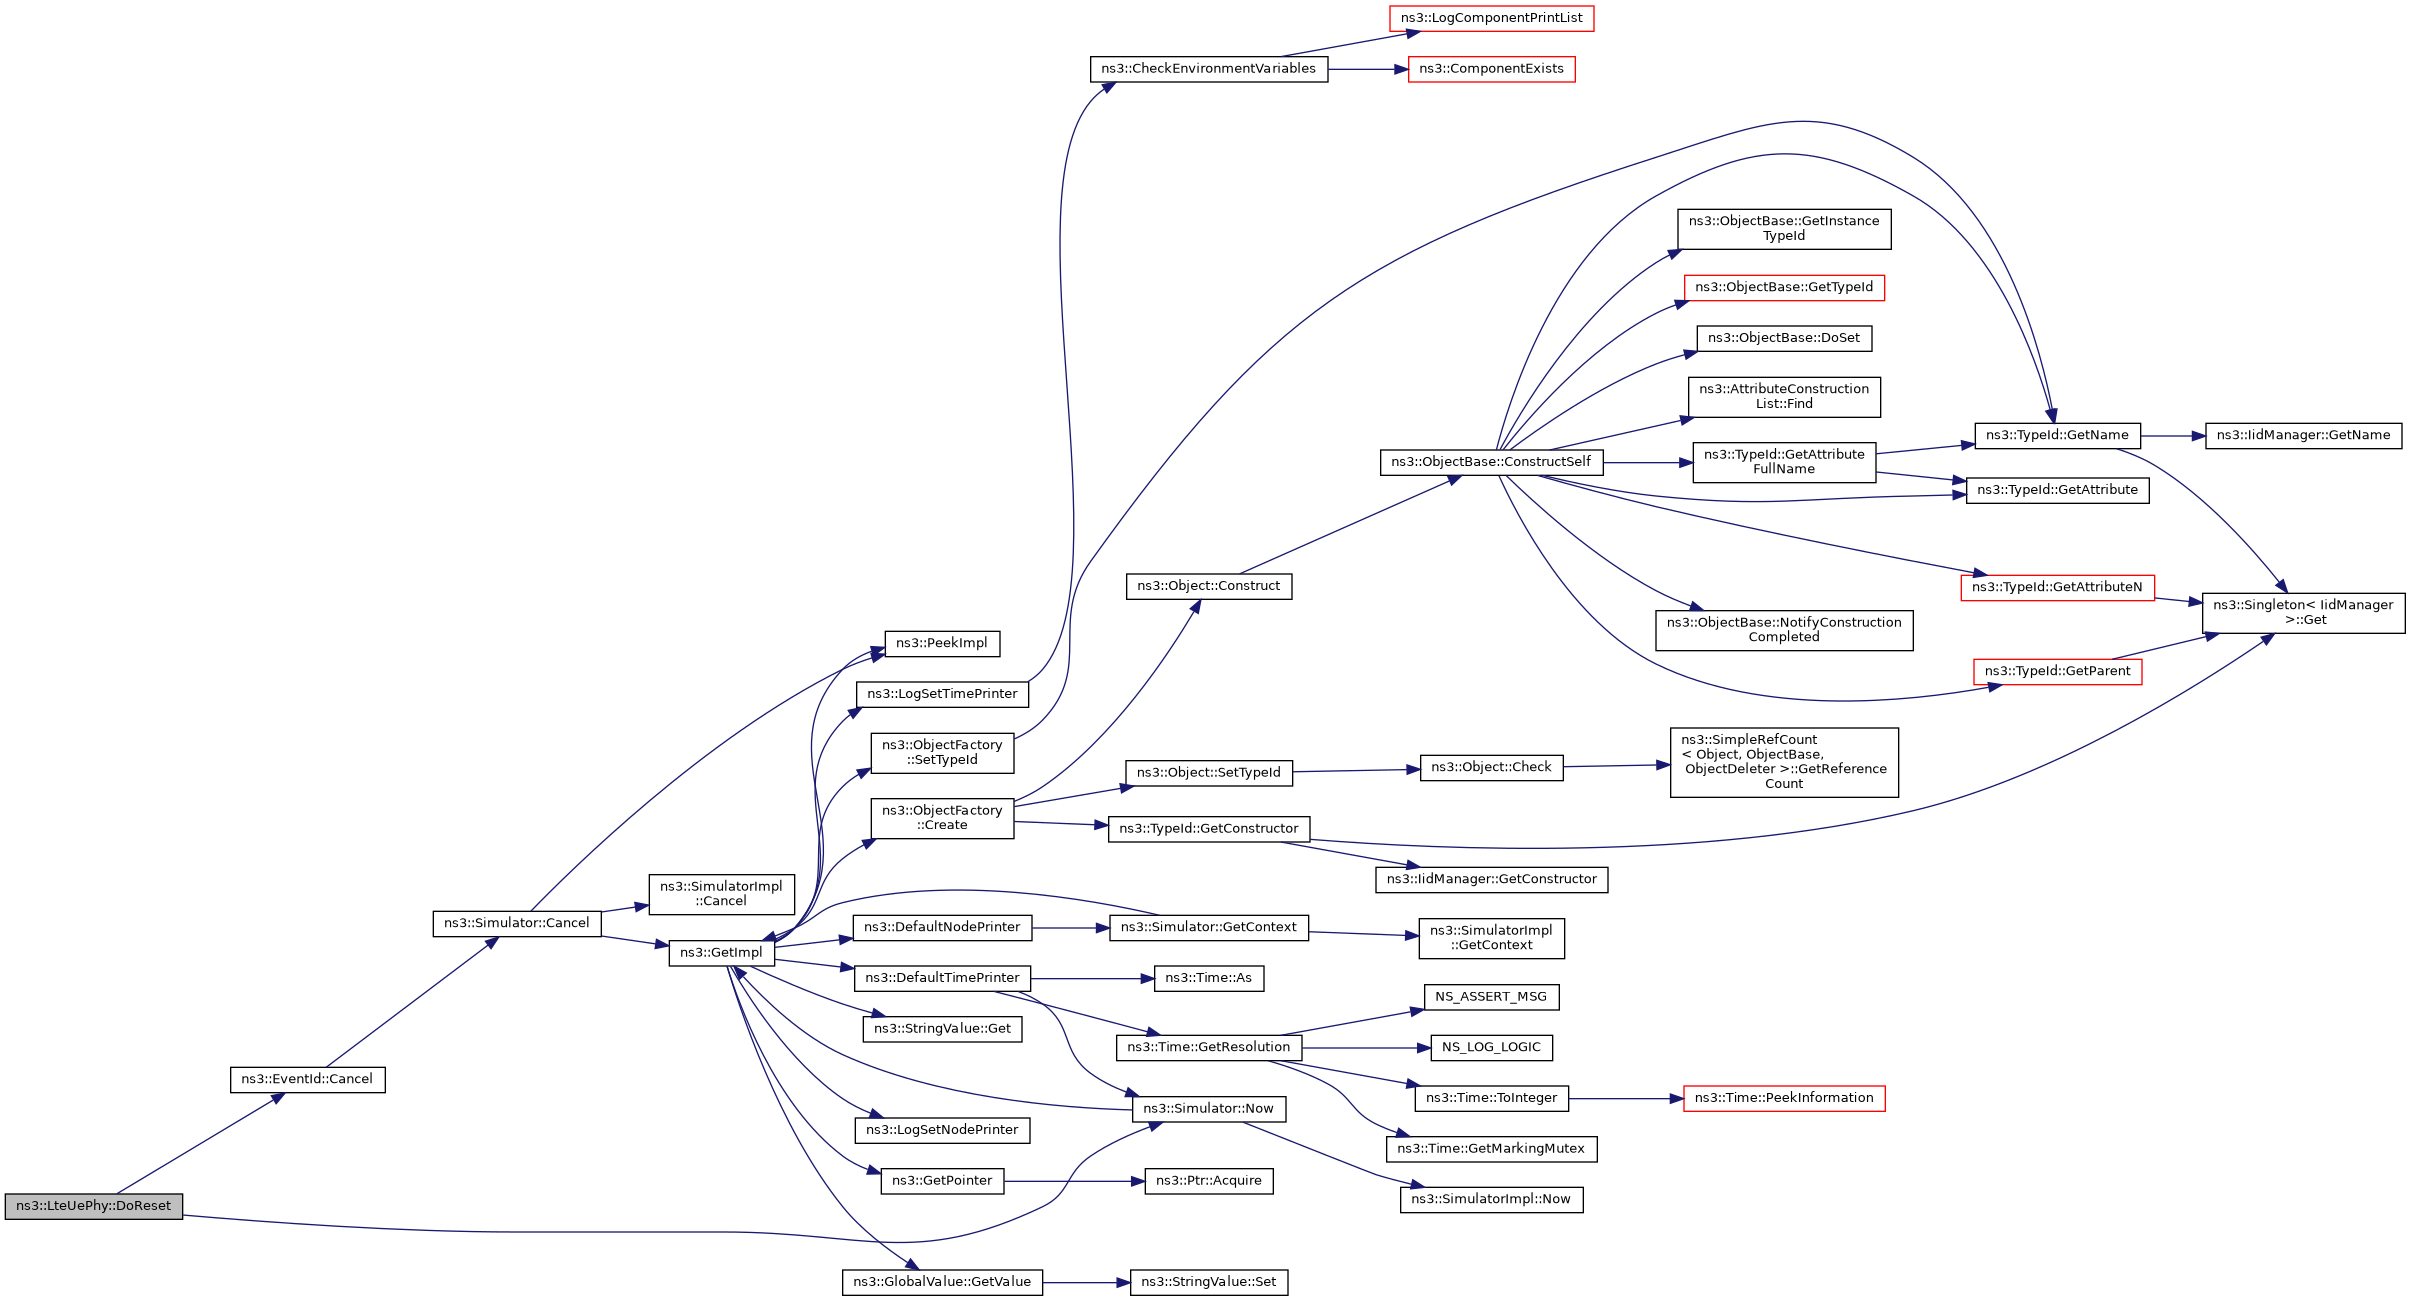 ns3::LogComponentPrintList
ns3::CheckEnvironmentVariables
ns3::ComponentExists
ns3::ObjectBase::GetInstance
TypeId
ns3::ObjectBase::GetTypeId
ns3::ObjectBase::DoSet
ns3::AttributeConstruction
List::Find
ns3::TypeId::GetName
ns3::IidManager::GetName
ns3::ObjectBase::ConstructSelf
ns3::TypeId::GetAttribute
FullName
ns3::TypeId::GetAttribute
ns3::Object::Construct
ns3::TypeId::GetAttributeN
ns3::Singleton< IidManager
>::Get
ns3::ObjectBase::NotifyConstruction
Completed
ns3::PeekImpl
ns3::TypeId::GetParent
ns3::LogSetTimePrinter
ns3::ObjectFactory
::SetTypeId
ns3::SimpleRefCount
< Object, ObjectBase,
ObjectDeleter >::GetReference
Count
ns3::Object::SetTypeId
ns3::Object::Check
ns3::ObjectFactory
::Create
ns3::TypeId::GetConstructor
ns3::IidManager::GetConstructor
ns3::SimulatorImpl
::Cancel
ns3::Simulator::Cancel
ns3::DefaultNodePrinter
ns3::Simulator::GetContext
ns3::SimulatorImpl
::GetContext
ns3::GetImpl
ns3::DefaultTimePrinter
ns3::Time::As
NS_ASSERT_MSG
ns3::StringValue::Get
ns3::Time::GetResolution
NS_LOG_LOGIC
ns3::EventId::Cancel
ns3::Time::ToInteger
ns3::Time::PeekInformation
ns3::Simulator::Now
ns3::LogSetNodePrinter
ns3::Time::GetMarkingMutex
ns3::GetPointer
ns3::Ptr::Acquire
ns3::SimulatorImpl::Now
ns3::LteUePhy::DoReset
ns3::GlobalValue::GetValue
ns3::StringValue::Set